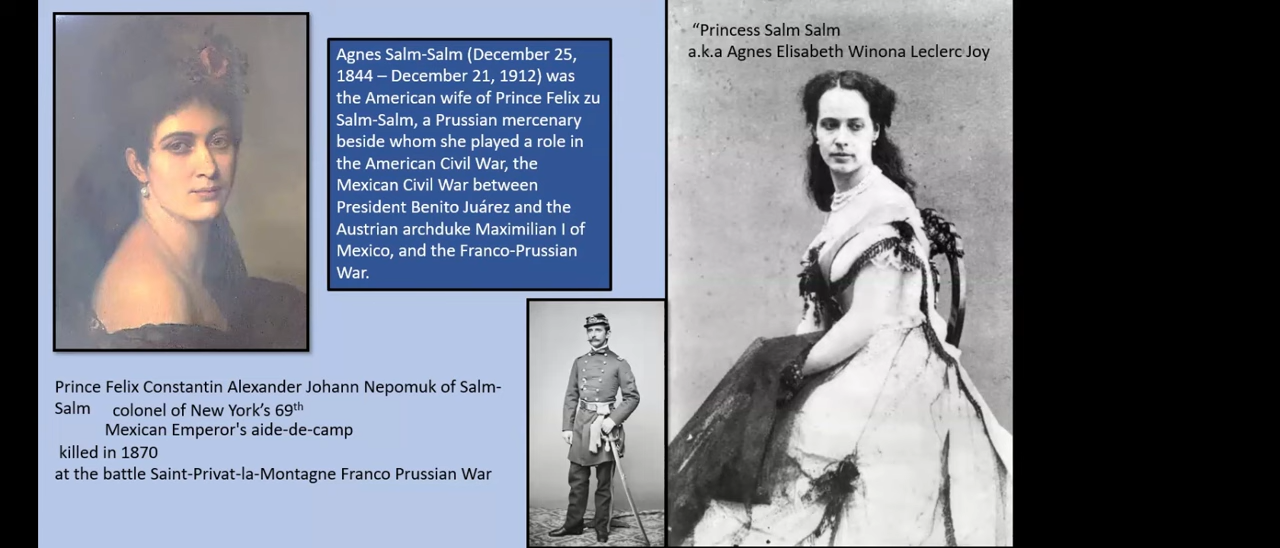 Agnes Salm-Salm (December 25,
1844 – December 21, 1912) was
the American wife of Prince Felix zu
Salm-Salm, a Prussian mercenary
beside whom she played a role in
the American Civil War, the
Mexican Civil War between
President Benito Juárez and the
Austrian archduke Maximilian I of
Mexico, and the Franco-Prussian
War.
“Princess Salm Salm
a.k.a Agnes Elisabeth Winona Leclerc Joy
Prince Felix Constantin Alexander Johann Nepomuk of Salm-
Salm colonel of New York’s 69th
Mexican Emperor's aide-de-camp
killed in 1870
at the battle Saint-Privat-la-Montagne Franco Prussian War